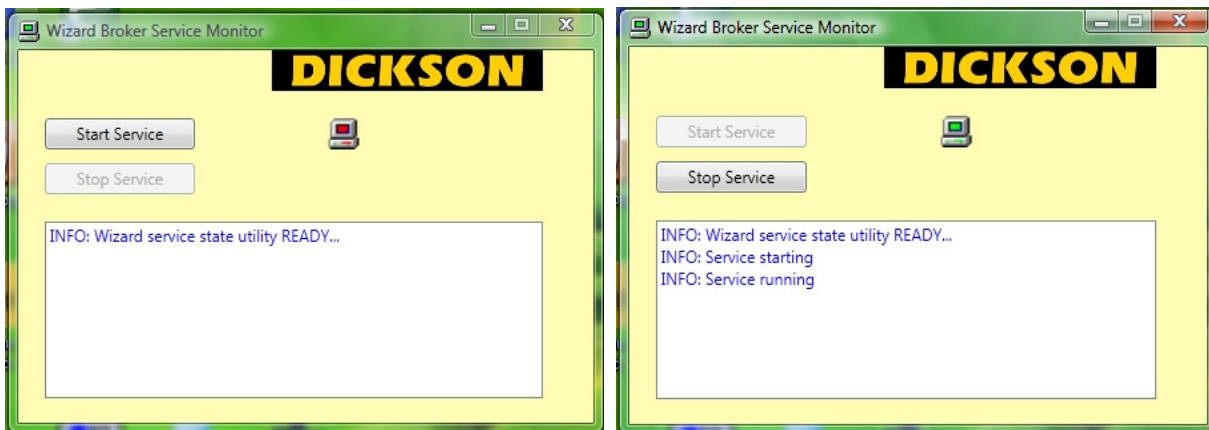 Wizard Broker Service Monitor
DICKSON
Start Service
Stop Service
INFO: Wizard service state utility READY...
Wizard Broker Service Monitor
DICKSON
Start Service
Stop Service
INFO: Wizard service state utility READY...
INFO: Service starting
INFO: Service running